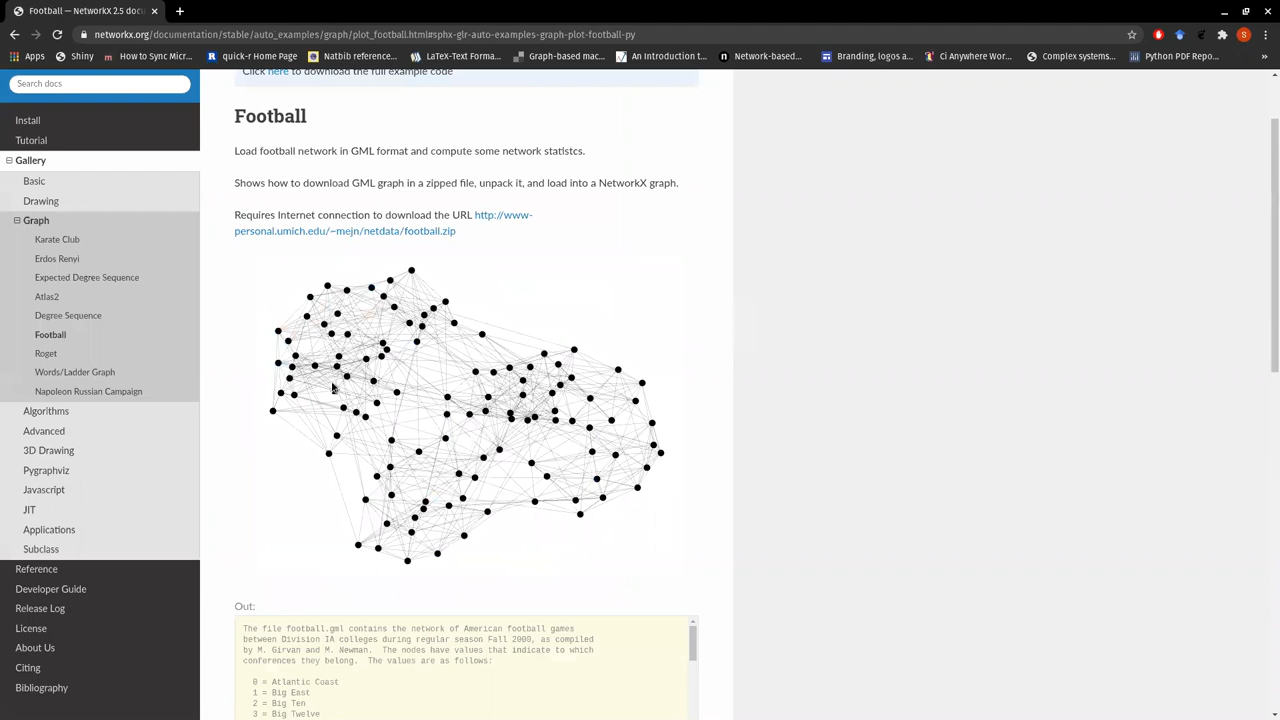 Football — NetworkX 2.5 docu
networkx.org/documentation/stable/auto_examples/graph/plot_football.html#sphx-glr-auto-examples-graph-plot-football-py
S
Apps
Shiny
How to Sync Micr...
quick-r Home Page
Natbib referenc...
LaTeX-Text Forma...
Graph-based mac...
An Introduction t...
Network-based...
Branding, logos a...
Ci Anywhere Wor...
Complex systems...
Python PDF Repo...
»
Search docs
Install
Tutorial
Gallery
Basic
Drawing
Graph
Karate Club
Erdos Renyi
Expected Degree Sequence
Atlas2
Degree Sequence
Football
Roget
Words/Ladder Graph
Napoleon Russian Campaign
Algorithms
Advanced
3D Drawing
Pygraphviz
Javascript
JIT
Applications
Subclass
Reference
Developer Guide
Release Log
License
About Us
Citing
Bibliography
Click here to download the full example code
Football
Load football network in GML format and compute some network statistcs.
Shows how to download GML graph in a zipped file, unpack it, and load into a NetworkX graph.
Requires Internet connection to download the URL http://www-
personal.umich.edu/~mejn/netdata/football.zip
Out:
The file football.gml contains the network of American football games
between Division IA colleges during regular season Fall 2000, as compiled
by M. Girvan and M. Newman. The nodes have values that indicate to which
conferences they belong. The values are as follows:
0 = Atlantic Coast
1 = Big East
2 = Big Ten
3 = Big Twelve